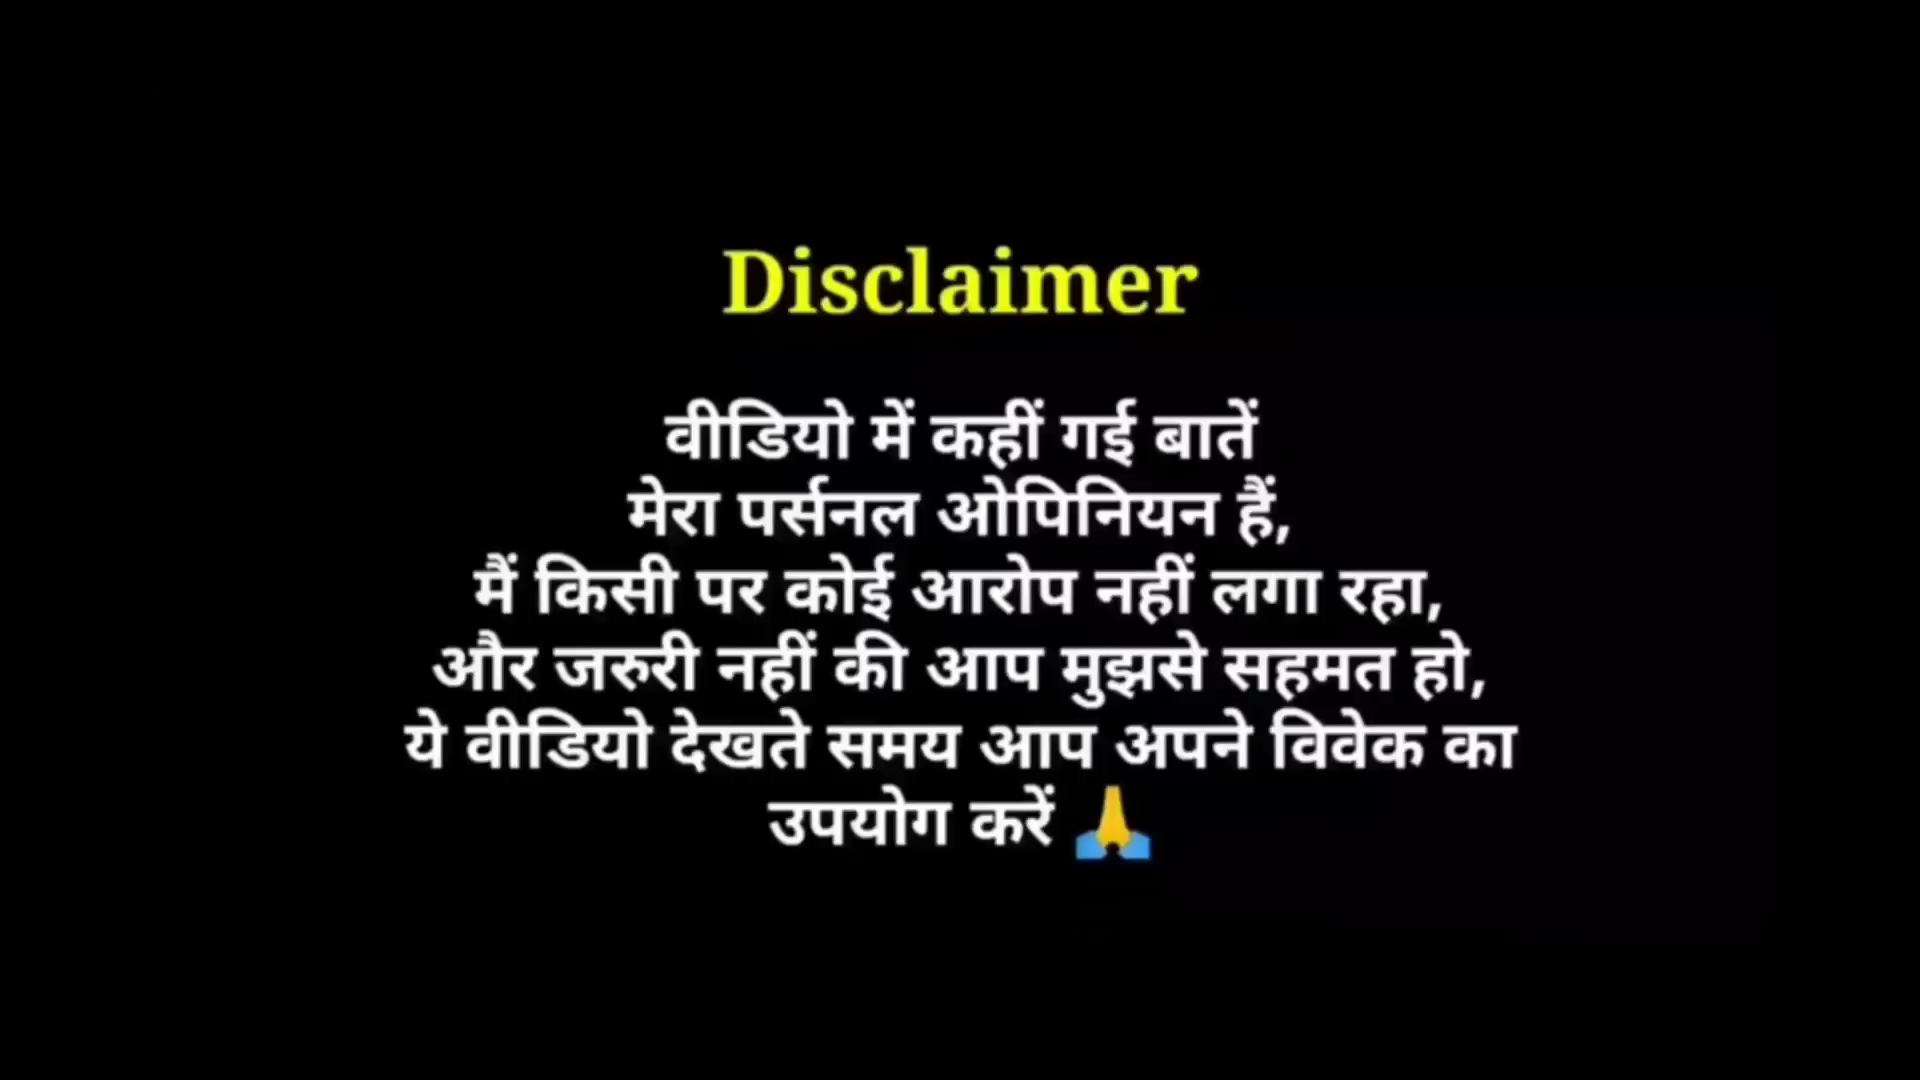 Disclaimer
वीडियो में कहीं गई बातें
मेरा पर्सनल ओपिनियन हैं,
मैं किसी पर कोई आरोप नहीं लगा रहा,
और जरुरी नहीं की आप मुझसे सहमत हो,
ये वीडियो देखते समय आप अपने विवेक का
उपयोग करें 🙏